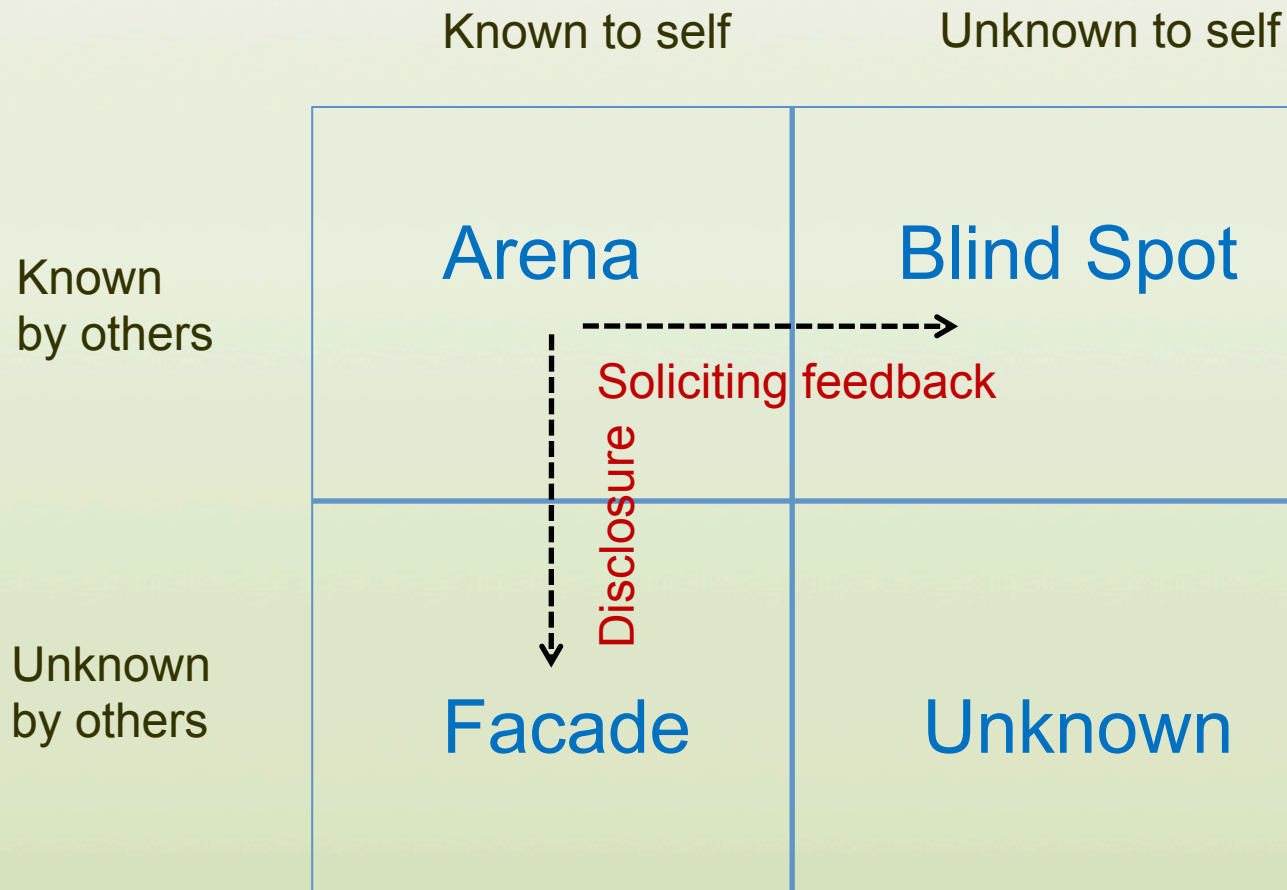 Known to self
Unknown to self
Known
by others
Arena
Blind Spot
Soliciting feedback
Disclosure
Unknown
by others
Facade
Unknown